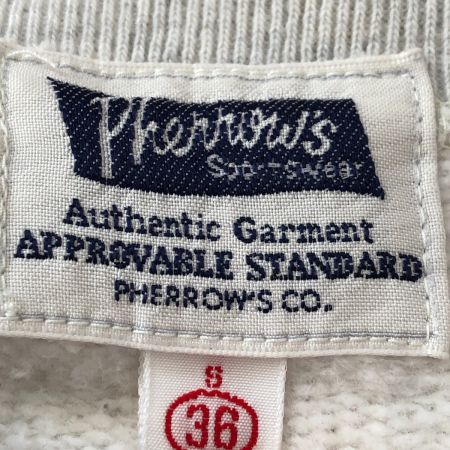 Pherrow's
Sportswear
Authentic Garment
APPROVABLE STANDARD
PHERROW'S CO.
S
36